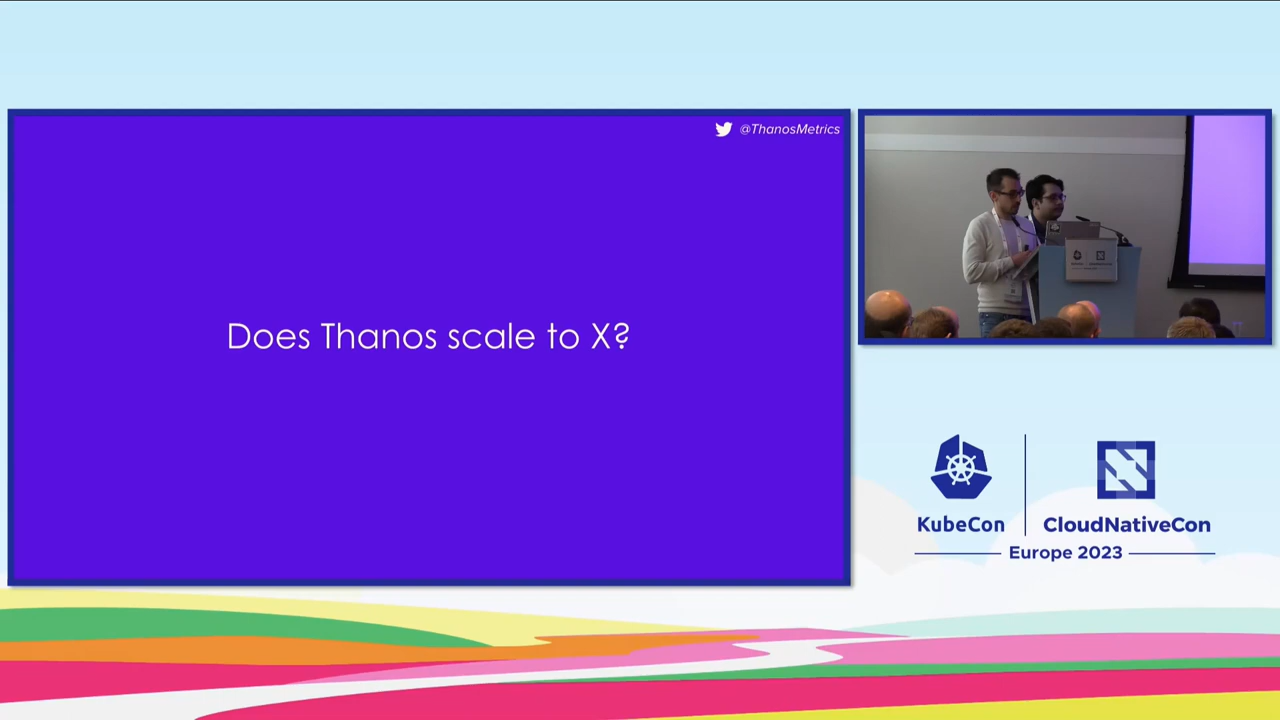 @ThanosMetrics
Does Thanos scale to X?
KubeCon
CloudNativeCon
Europe 2023